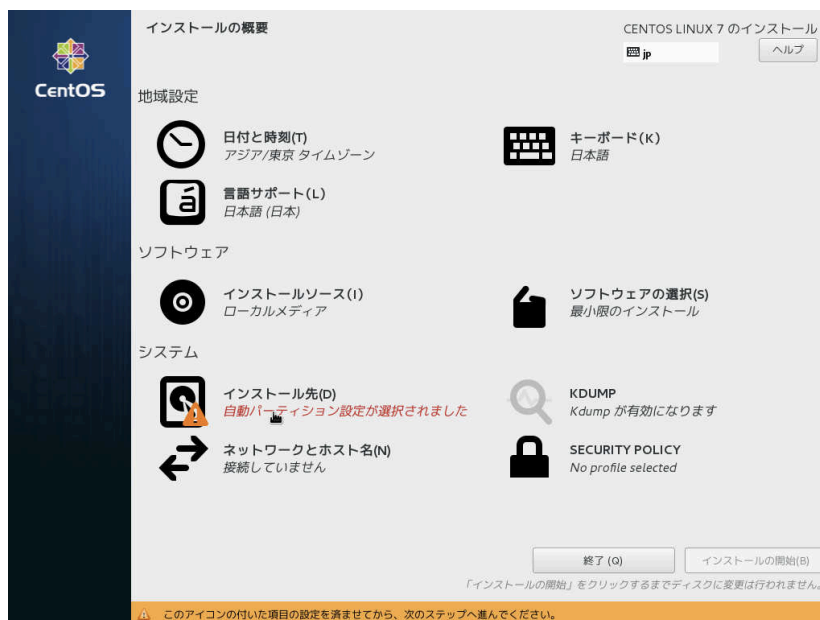 インストールの概要
CENTOS LINUX 7 のインストール
jp
ヘルプ
CentOS
地域設定
日付と時刻(T)
アジア/東京 タイムゾーン
キーボード(K)
日本語
á
言語サポート(L)
日本語 (日本)
ソフトウェア
インストールソース(I)
ローカルメディア
ソフトウェアの選択(S)
最小限のインストール
システム
インストール先(D)
自動パーティション設定が選択されました
KDUMP
Kdump が有効になります
ネットワークとホスト名(N)
接続していません
SECURITY POLICY
No profile selected
終了 (Q)
インストールの開始(B)
「インストールの開始」をクリックするまでディスクに変更は行われません。
このアイコンの付いた項目の設定を済ませてから、次のステップへ進んでください。